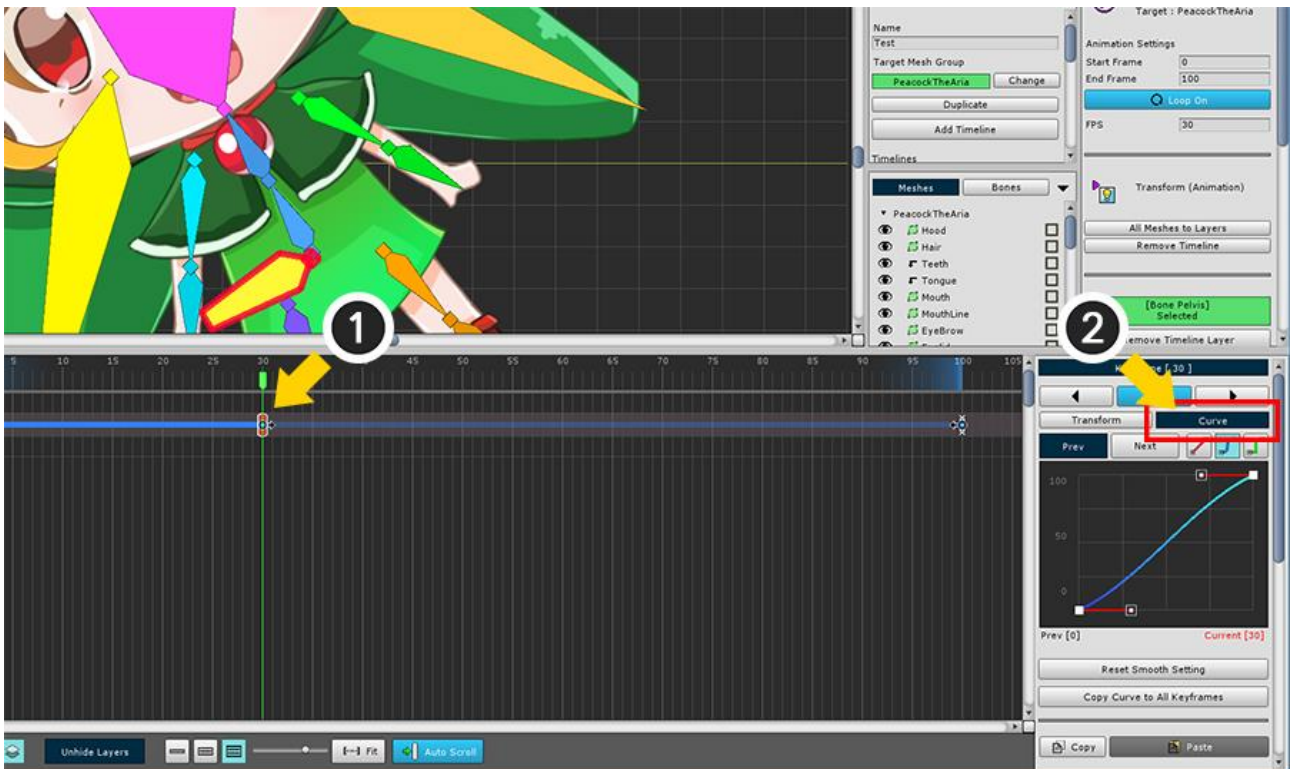 Name
Test
Target Mesh Group
PeacockTheAria Change
Duplicate
Add Timeline
Timelines
Meshes Bones
PeacockTheAria
Hood
Hair
Teeth
Tongue
Mouth
MouthLine
EyeBrow
Target : PeacockTheAria
Animation Settings
Start Frame 0
End Frame 100
Loop On
FPS 30
Transform (Animation)
All Meshes to Layers
Remove Timeline
[Bone Pelvis]
Selected
Remove Timeline Layer
1
2
5 10 15 20 25 30 45 50 55 60 65 70 75 80 85 90 95 100 105
[ 30 ]
Transform Curve
Prev Next
100
50
0
Prev [0] Current [30]
Reset Smooth Setting
Copy Curve to All Keyframes
Copy Paste
Unhide Layers Fit Auto Scroll